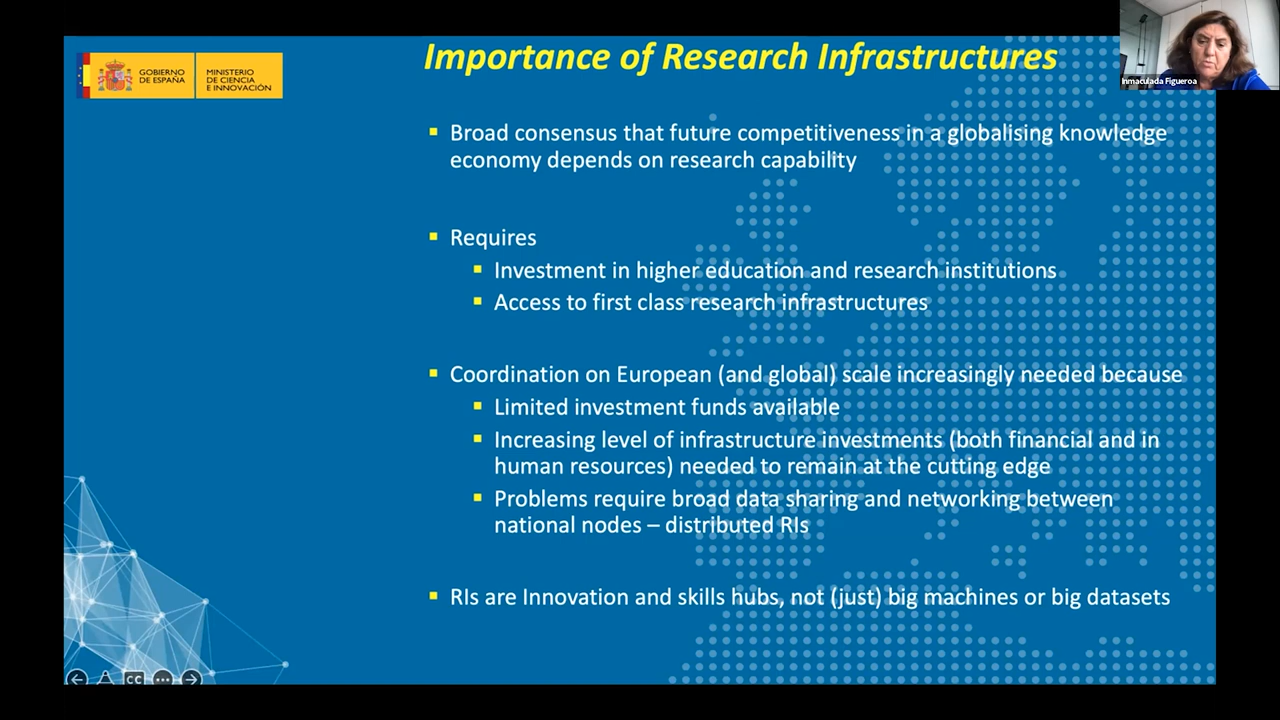 Importance of Research Infrastructures
Inmaculada Figueroa
GOBIERNO
DE ESPAÑA
MINISTERIO
DE CIENCIA
E INNOVACIÓN
Broad consensus that future competitiveness in a globalising knowledge
economy depends on research capability
Requires
Investment in higher education and research institutions
Access to first class research infrastructures
Coordination on European (and global) scale increasingly needed because
Limited investment funds available
Increasing level of infrastructure investments (both financial and in
human resources) needed to remain at the cutting edge
Problems require broad data sharing and networking between
national nodes – distributed RIs
RIs are Innovation and skills hubs, not (just) big machines or big datasets
CC